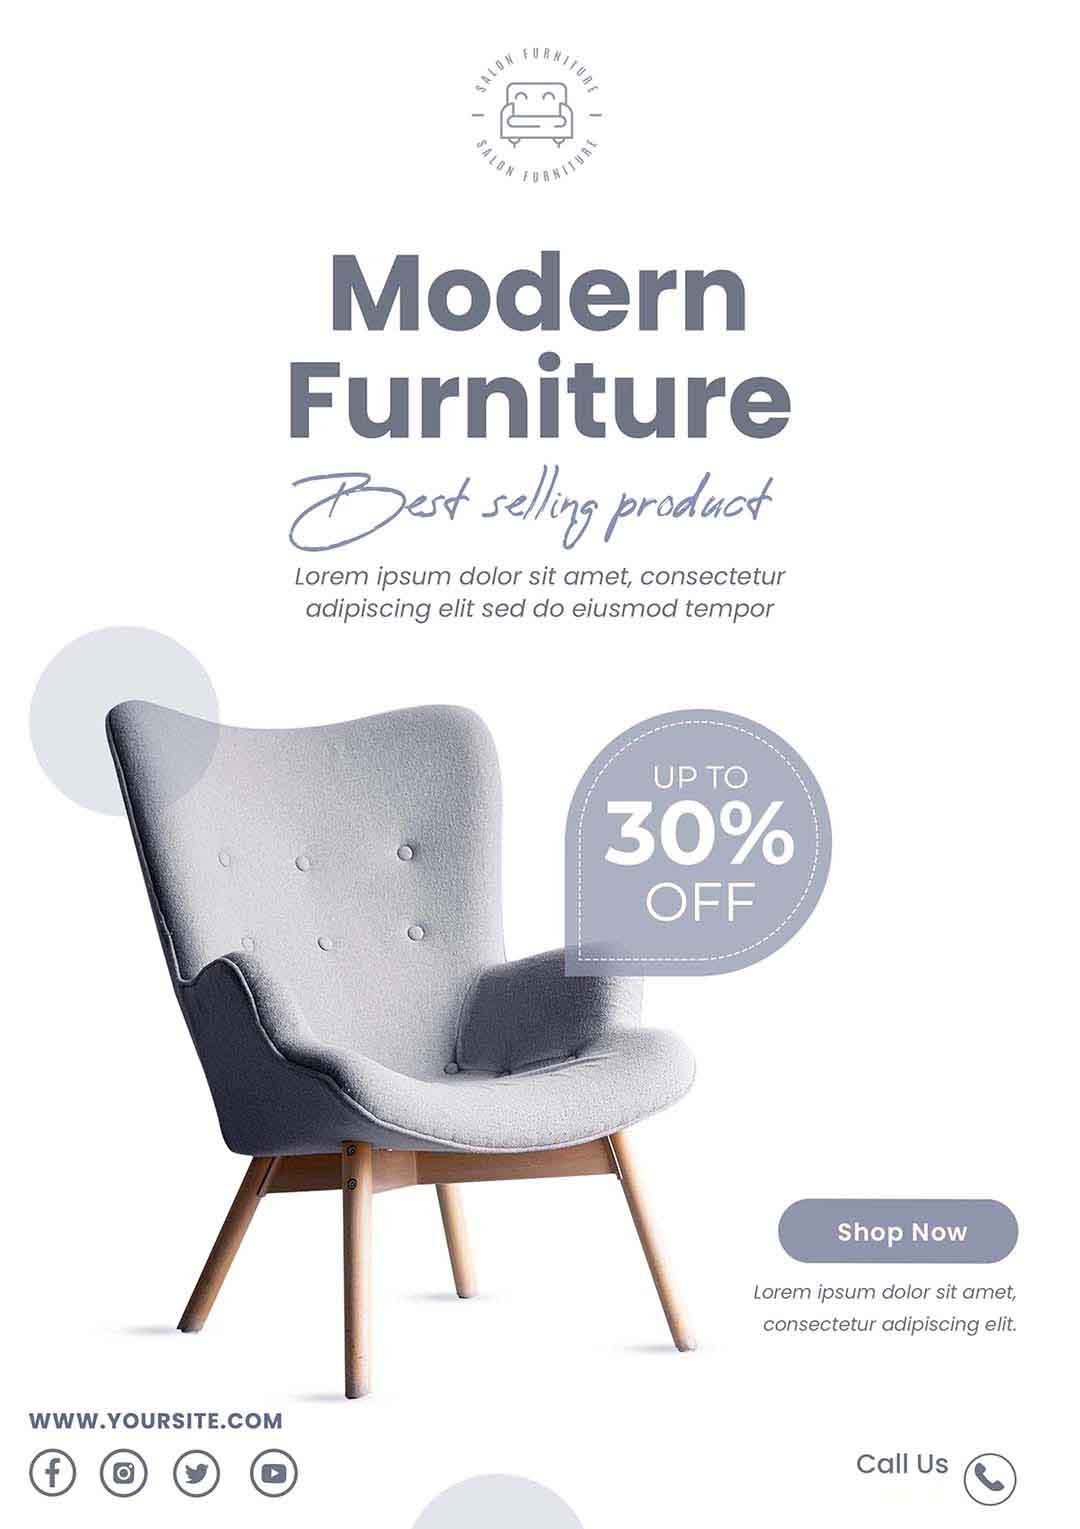 SALON FURNITURE
SALON FURNITURE
Modern
Furniture
Best selling product
Lorem ipsum dolor sit amet, consectetur
adipiscing elit sed do eiusmod tempor
UP TO
30%
OFF
Shop Now
Lorem ipsum dolor sit amet,
consectetur adipiscing elit.
WWW.YOURSITE.COM
Call Us